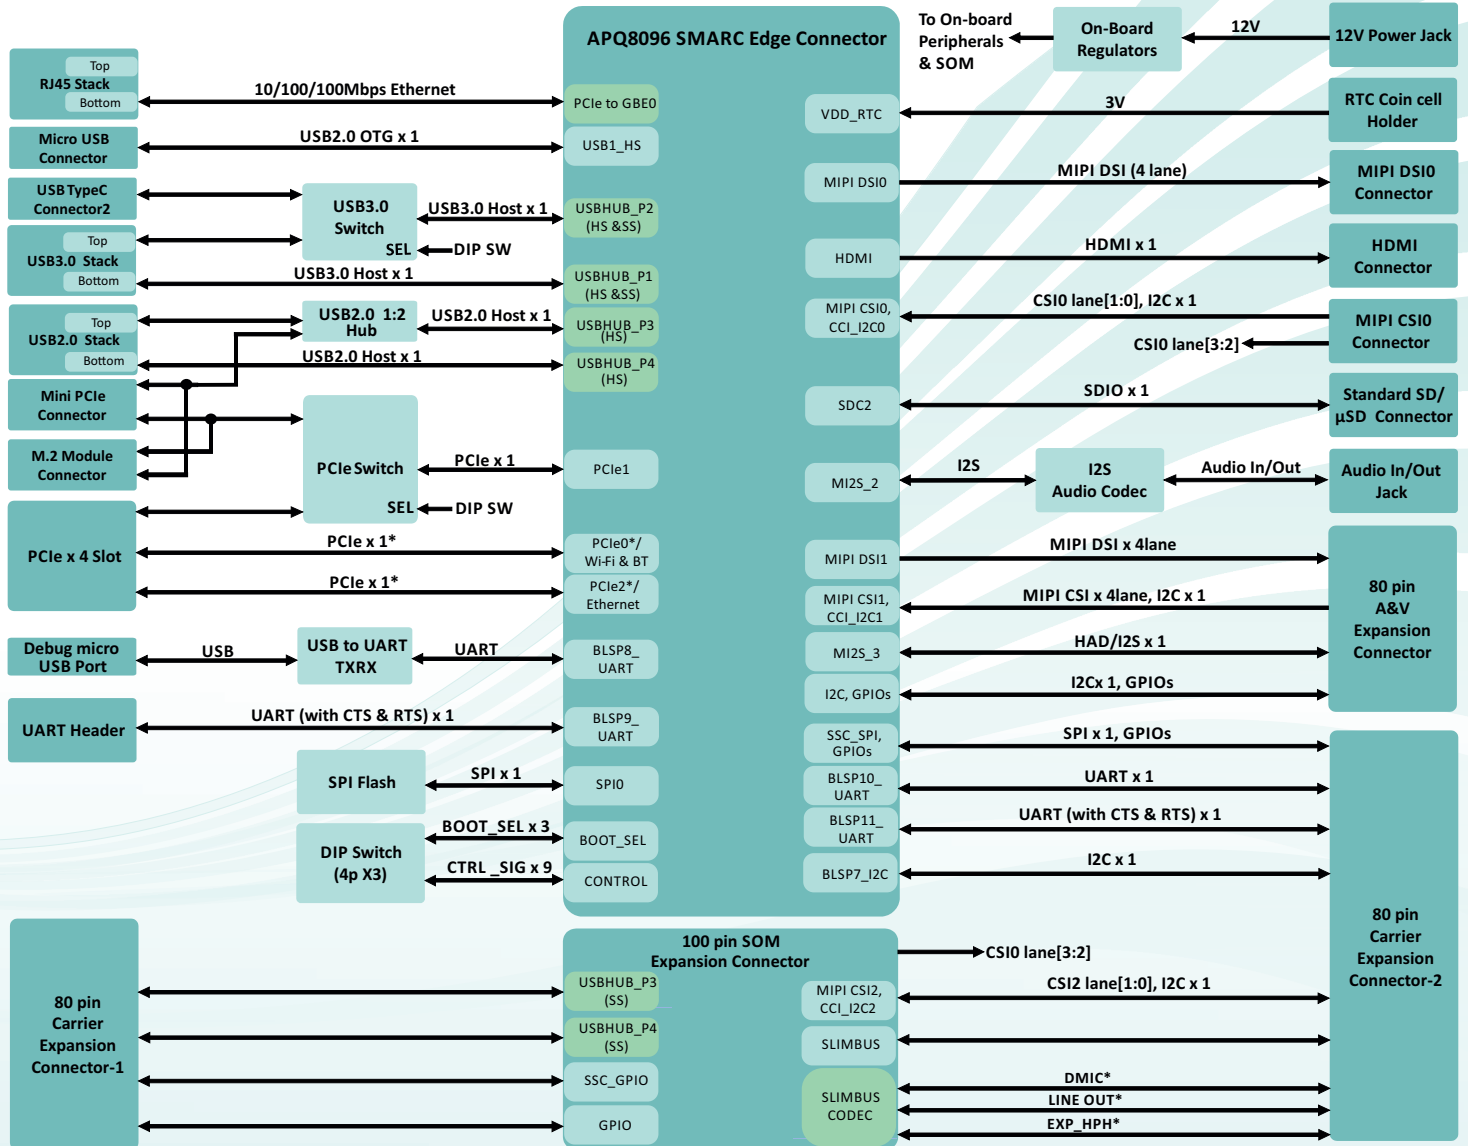 APQ8096 SMARC Edge Connector
Top
RJ45 Stack
Bottom
10/100/100Mbps Ethernet
PCIe to GBE0
Micro USB
Connector
USB2.0 OTG x 1
USB1_HS
USB TypeC
Connector2
USB3.0
Switch
SEL
USB3.0 Host x 1
DIP SW
USBHUB_P2
(HS &SS)
Top
USB3.0 Stack
Bottom
USB3.0 Host x 1
USBHUB_P1
(HS &SS)
Top
USB2.0 Stack
Bottom
USB2.0 1:2
Hub
USB2.0 Host x 1
USBHUB_P3
(HS)
USB2.0 Host x 1
USBHUB_P4
(HS)
Mini PCIe
Connector
M.2 Module
Connector
PCIe Switch
SEL
PCIe x 1
DIP SW
PCIe1
PCIe x 4 Slot
PCIe x 1*
PCIe0*/
Wi-Fi & BT
PCIe x 1*
PCIe2*/
Ethernet
Debug micro
USB Port
USB
USB to UART
TXRX
UART
BLSP8_
UART
UART Header
UART (with CTS & RTS) x 1
BLSP9_
UART
SPI Flash
SPI x 1
SPI0
DIP Switch
(4p X3)
BOOT_SEL x 3
BOOT_SEL
CTRL _SIG x 9
CONTROL
To On-board
Peripherals
& SOM
On-Board
Regulators
12V
12V Power Jack
VDD_RTC
3V
RTC Coin cell
Holder
MIPI DSI0
MIPI DSI (4 lane)
MIPI DSI0
Connector
HDMI
HDMI x 1
HDMI
Connector
MIPI CSI0,
CCI_I2C0
CSI0 lane[1:0], I2C x 1
CSI0 lane[3:2]
MIPI CSI0
Connector
SDC2
SDIO x 1
Standard SD/
µSD Connector
MI2S_2
I2S
I2S
Audio Codec
Audio In/Out
Audio In/Out
Jack
MIPI DSI1
MIPI DSI x 4lane
MIPI CSI1,
CCI_I2C1
MIPI CSI x 4lane, I2C x 1
MI2S_3
HAD/I2S x 1
I2C, GPIOs
I2Cx 1, GPIOs
80 pin
A&V
Expansion
Connector
SSC_SPI,
GPIOs
SPI x 1, GPIOs
BLSP10_
UART
UART x 1
BLSP11_
UART
UART (with CTS & RTS) x 1
BLSP7_I2C
I2C x 1
80 pin
Carrier
Expansion
Connector-2
100 pin SOM
Expansion Connector
80 pin
Carrier
Expansion
Connector-1
USBHUB_P3
(SS)
USBHUB_P4
(SS)
SSC_GPIO
GPIO
CSI0 lane[3:2]
MIPI CSI2,
CCI_I2C2
CSI2 lane[1:0], I2C x 1
SLIMBUS
SLIMBUS
CODEC
DMIC*
LINE OUT*
EXP_HPH*